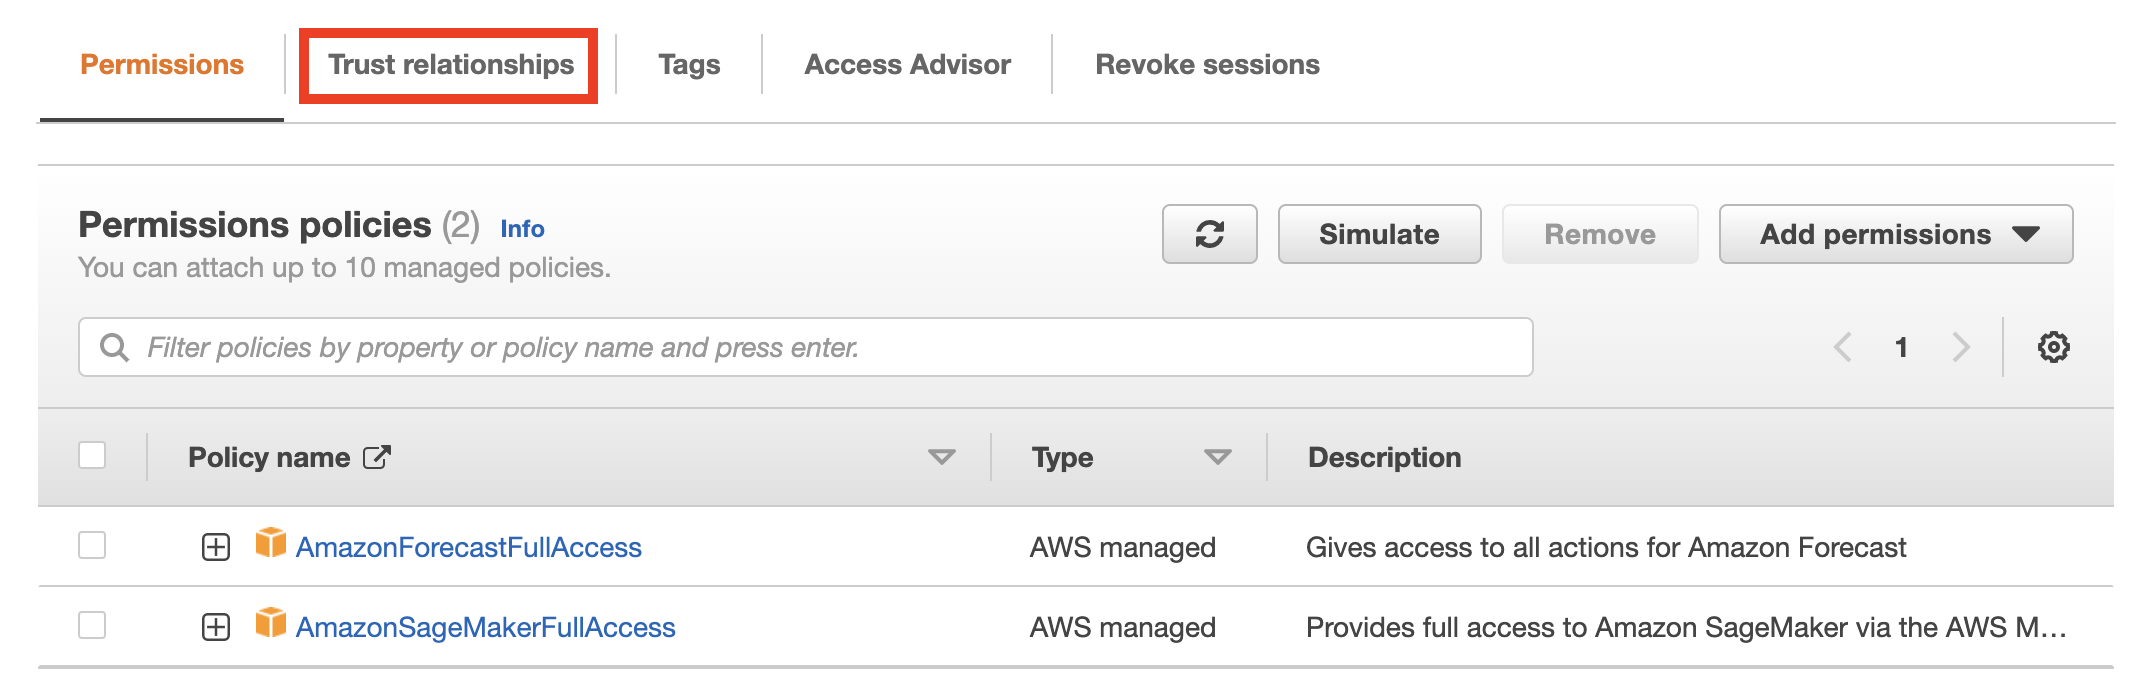 Permissions Trust relationships Tags Access Advisor Revoke sessions
Permissions policies (2) Info
You can attach up to 10 managed policies.
Simulate Remove Add permissions
Filter policies by property or policy name and press enter.
1
Policy name Type Description
AmazonForecastFullAccess AWS managed Gives access to all actions for Amazon Forecast
AmazonSageMakerFullAccess AWS managed Provides full access to Amazon SageMaker via the AWS M...